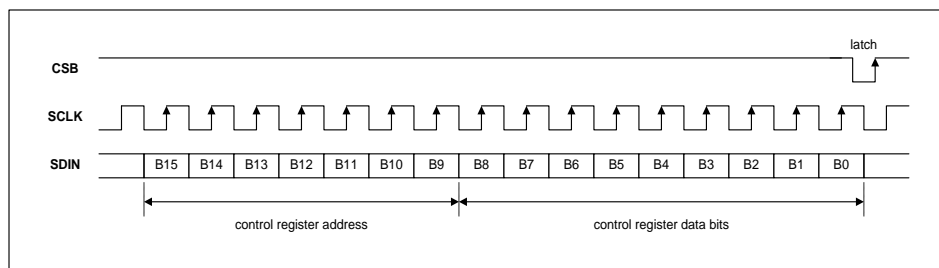 latch
CSB
SCLK
SDIN B15 B14 B13 B12 B11 B10 B9 B8 B7 B6 B5 B4 B3 B2 B1 B0
control register address control register data bits